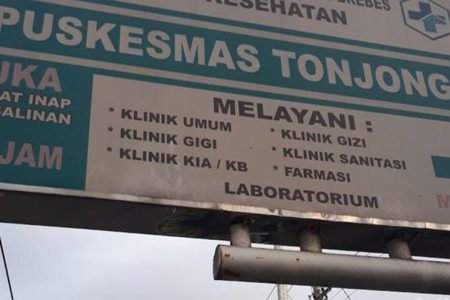 REBES
KESEHATAN
PUSKESMAS TONJONG
UKA
AT INAP
SALINAN
JAM
MELAYANI :
* KLINIK UMUM
* KLINIK GIGI
* KLINIK KIA / KB
* KLINIK GIZI
* KLINIK SANITASI
* FARMASI
LABORATORIUM
M